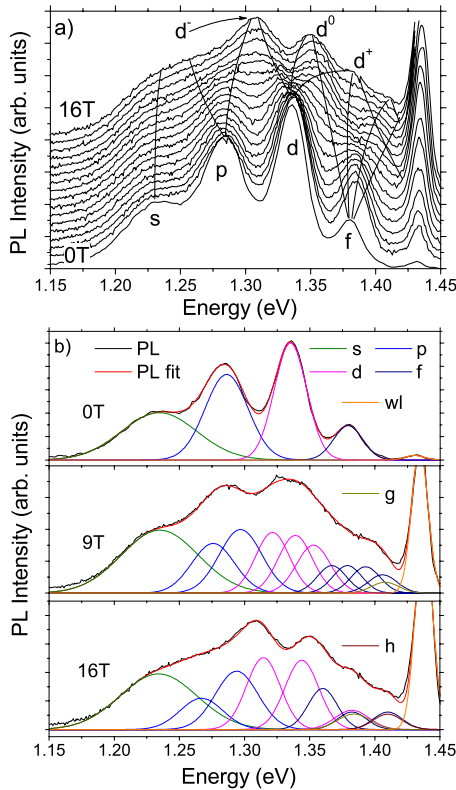 a)
d⁻
d⁰
d⁺
16T
0T
s
p
d
f
PL Intensity (arb. units)
1.15 1.20 1.25 1.30 1.35 1.40 1.45
Energy (eV)
b)
PL
PL fit
s
p
d
f
wl
0T
g
9T
h
16T
PL Intensity (arb. units)
1.15 1.20 1.25 1.30 1.35 1.40 1.45
Energy (eV)